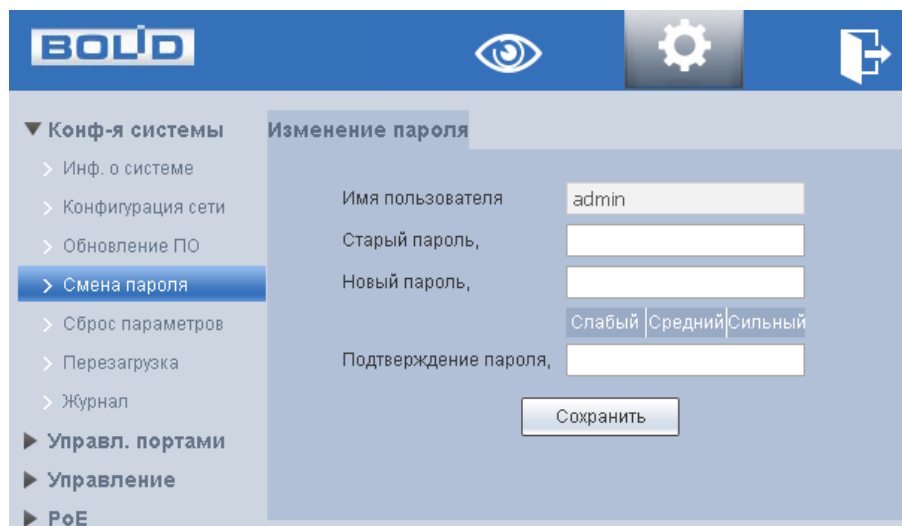 BOLID
Конф-я системы
Инф. о системе
Конфигурация сети
Обновление ПО
Смена пароля
Сброс параметров
Перезагрузка
Журнал
Управл. портами
Управление
PoE
Изменение пароля
Имя пользователя admin
Старый пароль,
Новый пароль,
Слабый Средний Сильный
Подтверждение пароля,
Сохранить